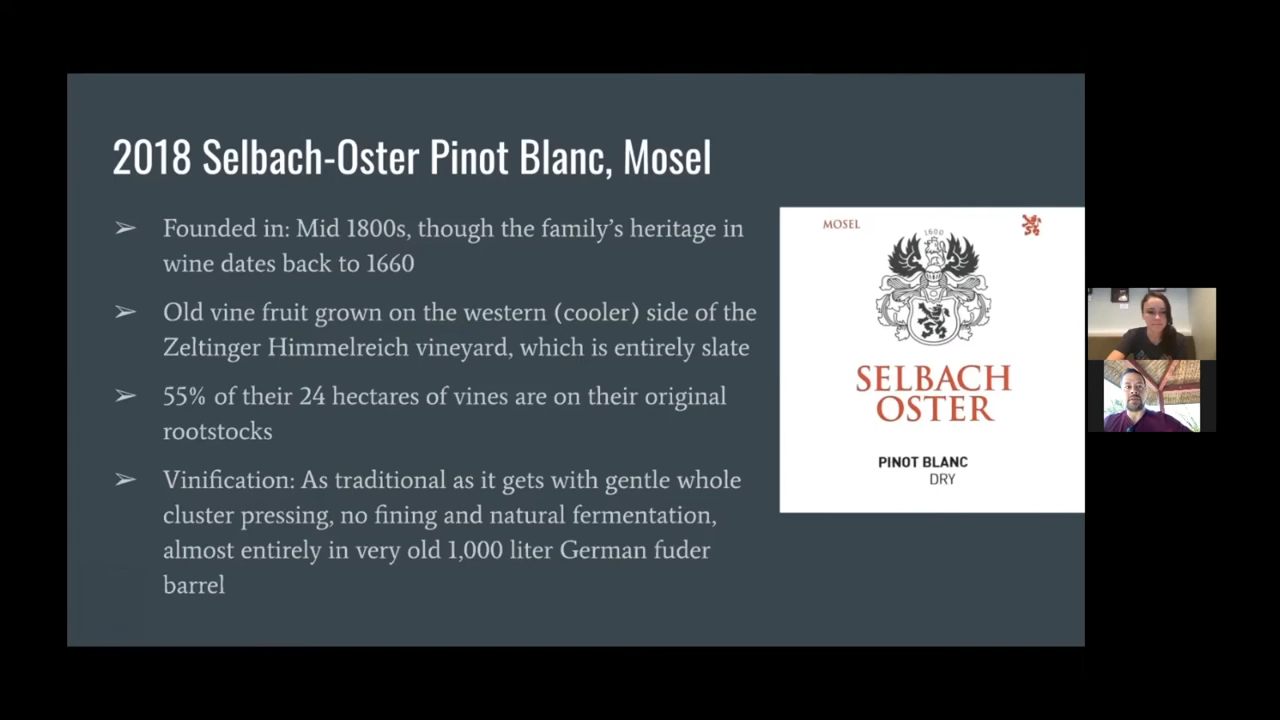 2018 Selbach-Oster Pinot Blanc, Mosel
➢ Founded in: Mid 1800s, though the family’s heritage in
wine dates back to 1660
➢ Old vine fruit grown on the western (cooler) side of the
Zeltinger Himmelreich vineyard, which is entirely slate
➢ 55% of their 24 hectares of vines are on their original
rootstocks
➢ Vinification: As traditional as it gets with gentle whole
cluster pressing, no fining and natural fermentation,
almost entirely in very old 1,000 liter German fuder
barrel
MOSEL
1600
SELBACH
OSTER
PINOT BLANC
DRY